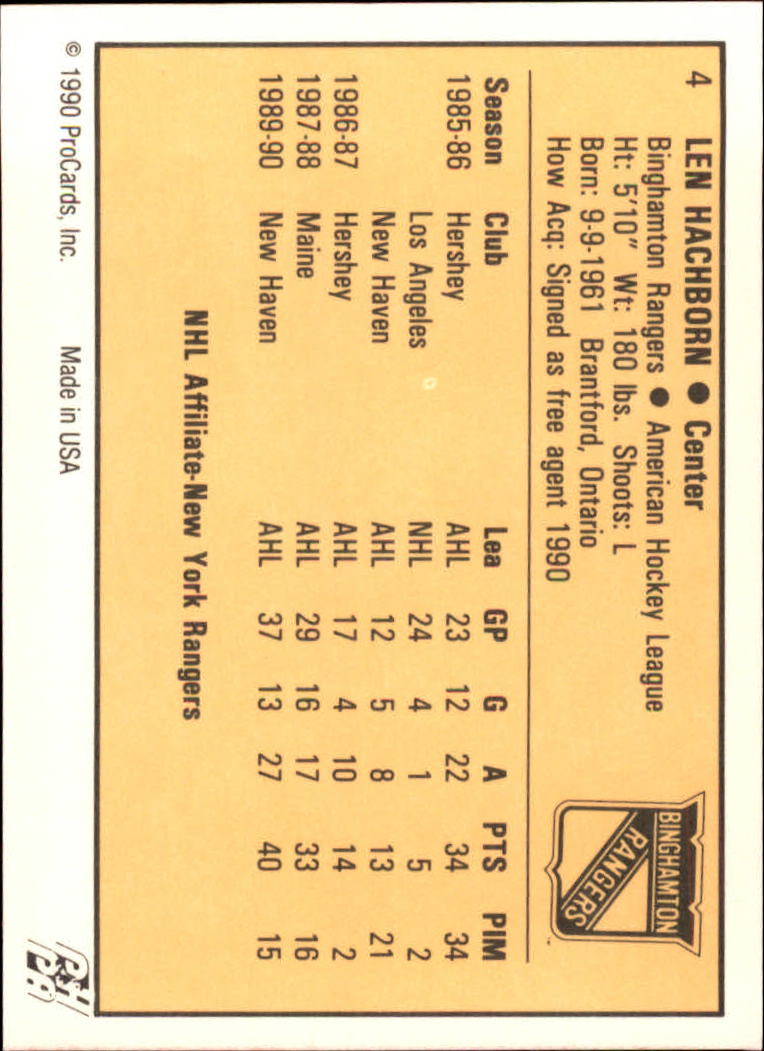 4 LEN HACHBORN ● Center
Binghamton Rangers ● American Hockey League
Ht: 5'10" Wt: 180 lbs. Shoots: L
Born: 9-9-1961 Brantford, Ontario
How Acq: Signed as free agent 1990
BINGHAMTON
RANGERS
Season Club Lea GP G A PTS PIM
1985-86 Hershey AHL 23 12 22 34 34
Los Angeles NHL 24 4 1 5 2
New Haven AHL 12 5 8 13 21
1986-87 Hershey AHL 17 4 10 14 2
1987-88 Maine AHL 29 16 17 33 16
1989-90 New Haven AHL 37 13 27 40 15
NHL Affiliate-New York Rangers
© 1990 ProCards, Inc. Made in USA
PHPA